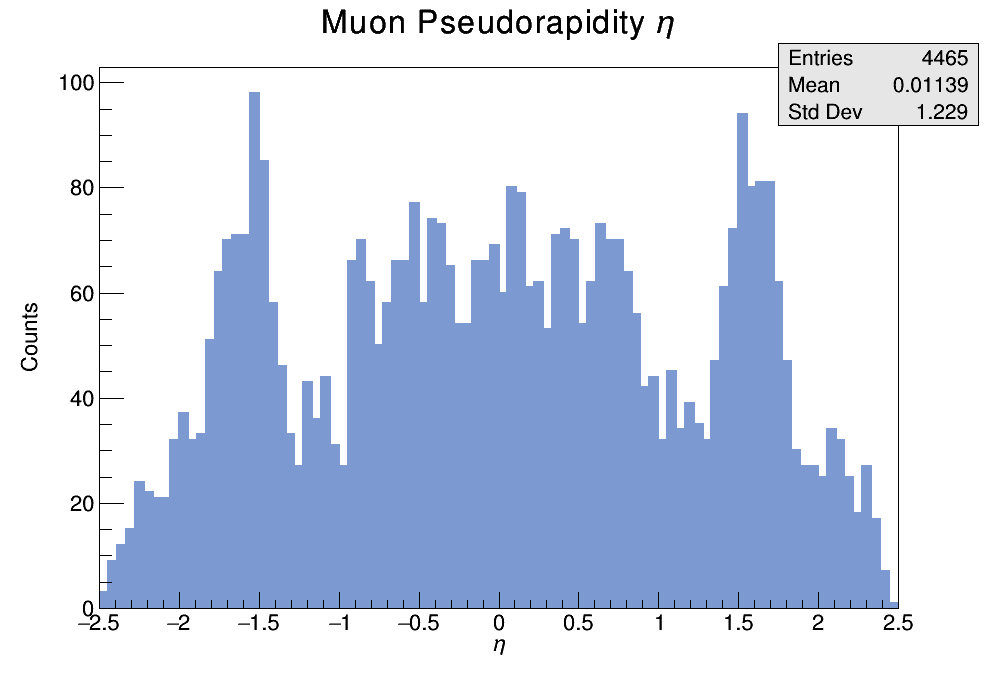 Muon Pseudorapidity η
Entries 4465
Mean 0.01139
Std Dev 1.229
100
80
60
40
20
0
Counts
−2.5 −2 −1.5 −1 −0.5 0 0.5 1 1.5 2 2.5
η